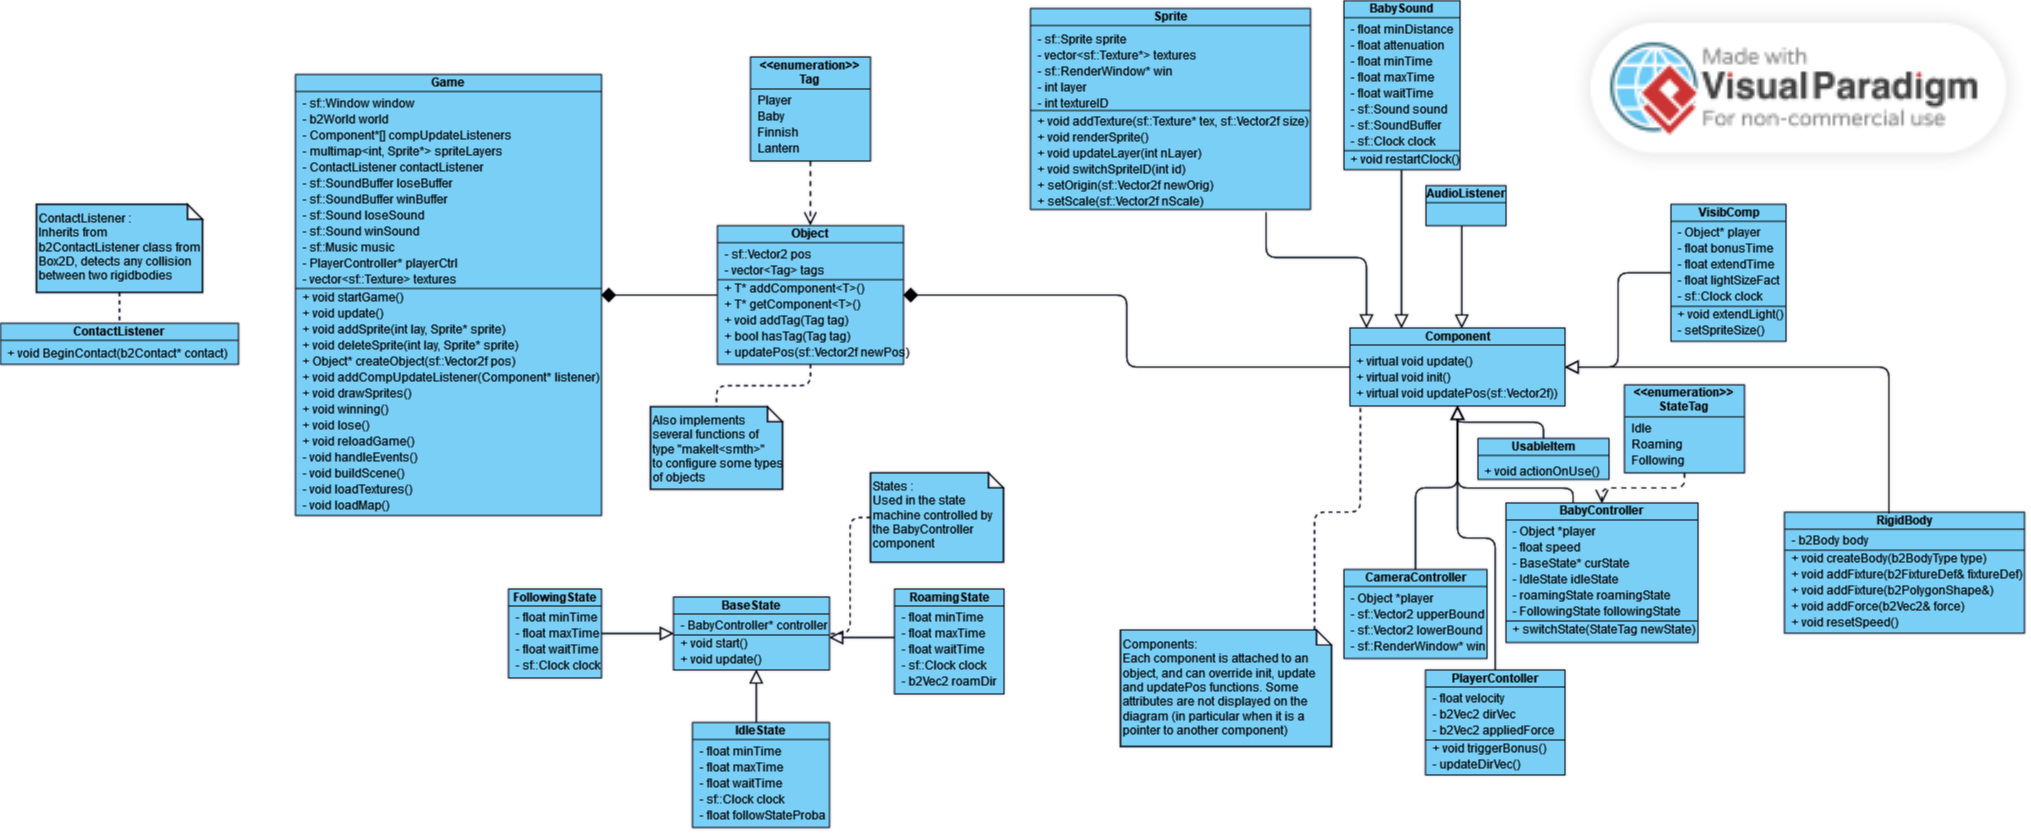 ContactListener :
Inherits from
b2ContactListener class from
Box2D, detects any collision
between two rigidbodies
ContactListener
+ void BeginContact(b2Contact* contact)
Game
- sf::Window window
- b2World world
- Component*[] compUpdateListeners
- multimap<int, Sprite*> spriteLayers
- ContactListener contactListener
- sf::SoundBuffer loseBuffer
- sf::SoundBuffer winBuffer
- sf::Sound loseSound
- sf::Sound winSound
- sf::Music music
- PlayerController* playerCtrl
- vector<sf::Texture> textures
+ void startGame()
+ void update()
+ void addSprite(int lay, Sprite* sprite)
+ void deleteSprite(int lay, Sprite* sprite)
+ Object* createObject(sf::Vector2f pos)
+ void addCompUpdateListener(Component* listener)
+ void drawSprites()
+ void winning()
+ void lose()
+ void reloadGame()
- void handleEvents()
- void buildScene()
- void loadTextures()
- void loadMap()
<<enumeration>>
Tag
Player
Baby
Finnish
Lantern
Object
- sf::Vector2 pos
- vector<Tag> tags
+ T* addComponent<T>()
+ T* getComponent<T>()
+ void addTag(Tag tag)
+ bool hasTag(Tag tag)
+ updatePos(sf::Vector2f newPos)
Also implements
several functions of
type "makeIt<smth>"
to configure some types
of objects
States :
Used in the state
machine controlled by
the BabyController
component
FollowingState
- float minTime
- float maxTime
- float waitTime
- sf::Clock clock
BaseState
- BabyController* controller
+ void start()
+ void update()
RoamingState
- float minTime
- float maxTime
- float waitTime
- sf::Clock clock
- b2Vec2 roamDir
IdleState
- float minTime
- float maxTime
- float waitTime
- sf::Clock clock
- float followStateProba
Sprite
- sf::Sprite sprite
- vector<sf::Texture*> textures
- sf::RenderWindow* win
- int layer
- int textureID
+ void addTexture(sf::Texture* tex, sf::Vector2f size)
+ void renderSprite()
+ void updateLayer(int nLayer)
+ void switchSpriteID(int id)
+ setOrigin(sf::Vector2f newOrig)
+ setScale(sf::Vector2f nScale)
BabySound
- float minDistance
- float attenuation
- float minTime
- float maxTime
- float waitTime
- sf::Sound sound
- sf::SoundBuffer
- sf::Clock clock
+ void restartClock()
AudioListener
VisibComp
- Object* player
- float bonusTime
- float extendTime
- float lightSizeFact
- sf::Clock clock
+ void extendLight()
- setSpriteSize()
Component
+ virtual void update()
+ virtual void init()
+ virtual void updatePos(sf::Vector2f))
<<enumeration>>
StateTag
Idle
Roaming
Following
UsableItem
+ void actionOnUse()
BabyController
- Object *player
- float speed
- BaseState* curState
- IdleState idleState
- roamingState roamingState
- FollowingState followingState
+ switchState(StateTag newState)
RigidBody
- b2Body body
+ void createBody(b2BodyType type)
+ void addFixture(b2FixtureDef& fixtureDef)
+ void addFixture(b2PolygonShape&)
+ void addForce(b2Vec2& force)
+ void resetSpeed()
CameraController
- Object *player
- sf::Vector2 upperBound
- sf::Vector2 lowerBound
- sf::RenderWindow* win
Components:
Each component is attached to an
object, and can override init, update
and updatePos functions. Some
attributes are not displayed on the
diagram (in particular when it is a
pointer to another component)
PlayerContoller
- float velocity
- b2Vec2 dirVec
- b2Vec2 appliedForce
+ void triggerBonus()
- updateDirVec()
Made with
Visual Paradigm
For non-commercial use